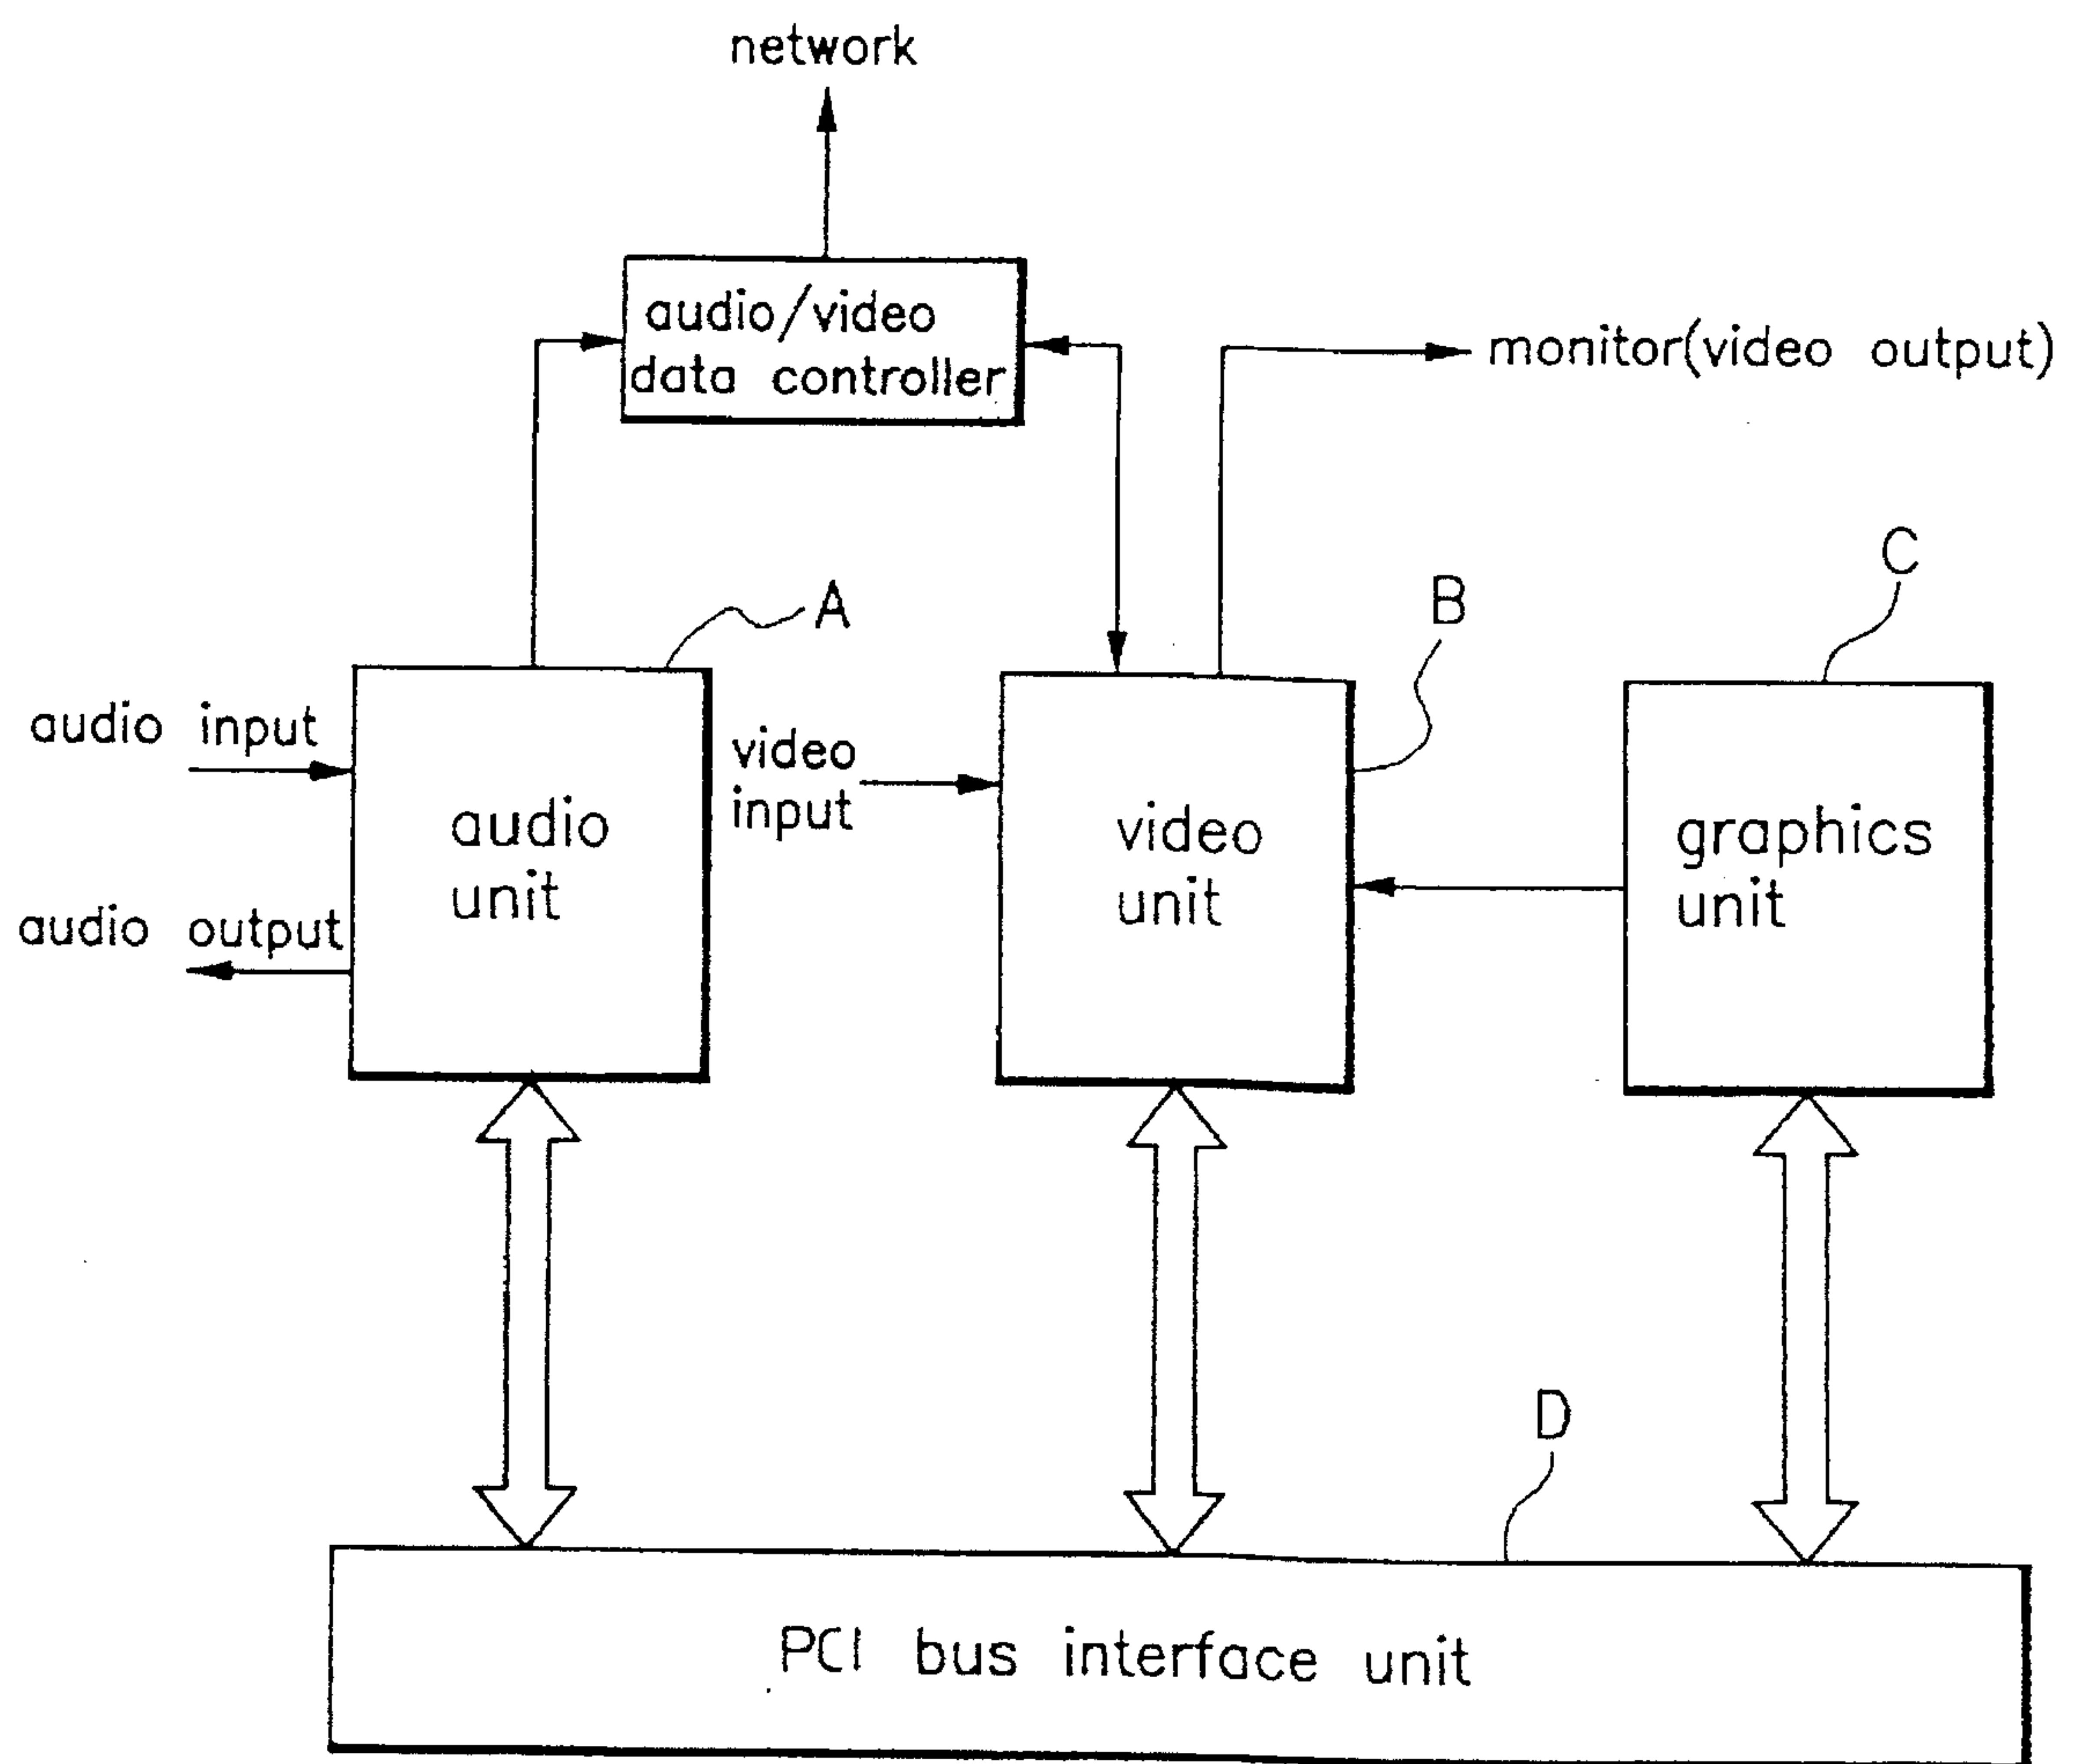 network
audio/video
data controller
monitor(video output)
C
B
A
audio input
video
input
audio
unit
video
unit
graphics
unit
audio output
D
PCI bus interface unit